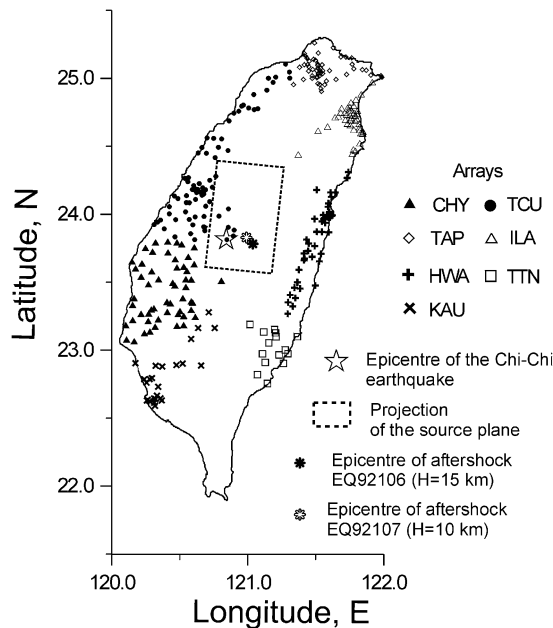 25.0
24.0
23.0
22.0
120.0
121.0
122.0
Latitude, N
Longitude, E
Arrays
CHY
TCU
TAP
ILA
HWA
TTN
KAU
Epicentre of the Chi-Chi
earthquake
Projection
of the source plane
Epicentre of aftershock
EQ92106 (H=15 km)
Epicentre of aftershock
EQ92107 (H=10 km)